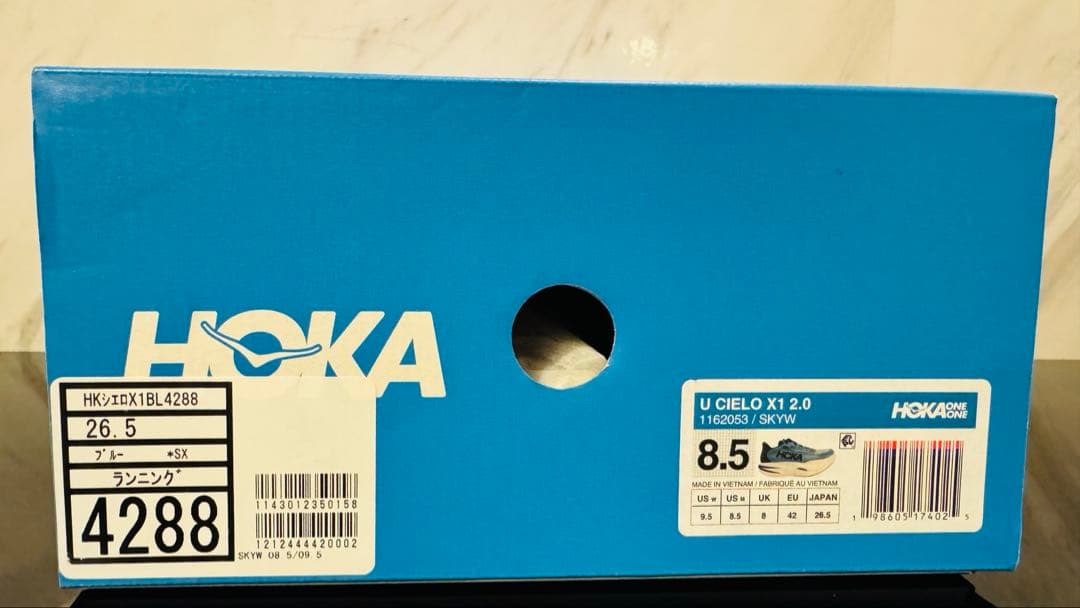 HOKA
HKシエロX1BL4288
26.5
ブルー *SX
ランニング
4288
1143012350158
1212444420002
SKYW 08.5/09.5
U CIELO X1 2.0
1162053 / SKYW
HOKA ONE ONE
8.5
HOKA
MADE IN VIETNAM / FABRIQUÉ AU VIETNAM
US W US M UK EU JAPAN
9.5 8.5 8 42 26.5
1 98605 17402 5